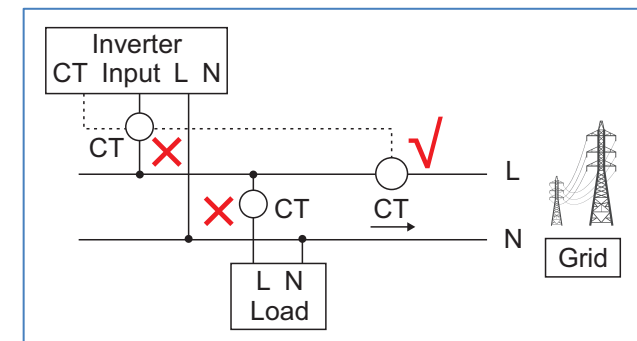 Inverter
CT Input L N
CT
L
CT
CT
N
L N
Load
Grid